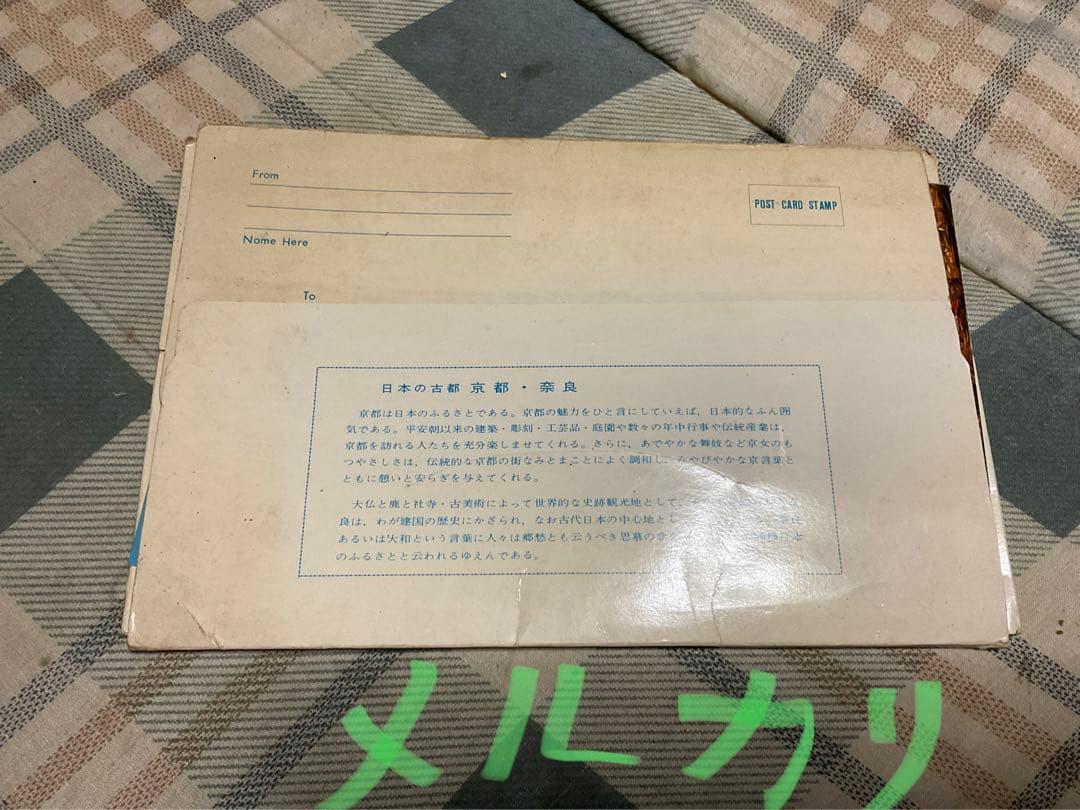 From
POST CARD STAMP
Name Here
To
日本の古都 京都・奈良
京都は日本のふるさとである。京都の魅力をひと言にしていえば，日本的なふん囲
気である。平安朝以来の建築・彫刻・工芸品・庭園や数々の年中行事や伝統産業は，
京都を訪れる人たちを充分楽しませてくれる。さらに，あでやかな舞妓など京女のも
つやさしさは，伝統的な京都の街なみとまことによく調和し，みやびやかな京言葉と
ともに憩いと安らぎを与えてくれる。
大仏と鹿と社寺・古美術によって世界的な史跡観光地として
良は，わが建国の歴史にかざられ，なお古代日本の中心地とし
あるいは大和という言葉に人々は郷愁とも云うべき思慕の
のふるさとと云われるゆえんである。
メルカリ